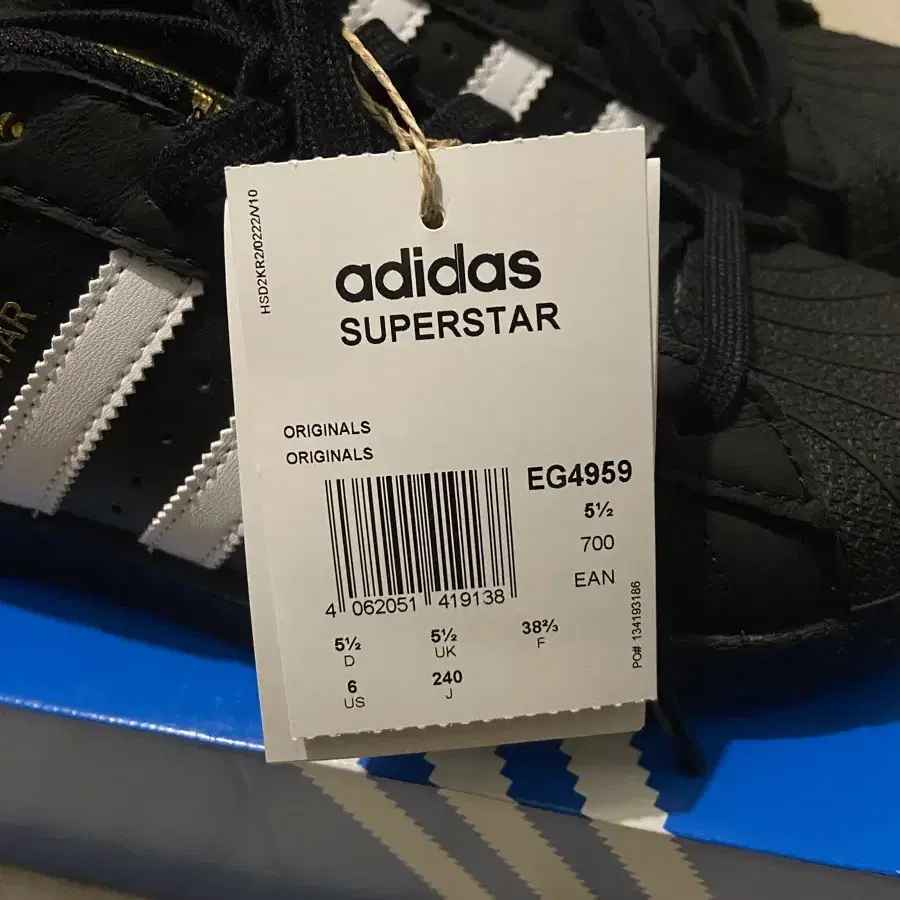 HSD2KR2/0222/V10
adidas
SUPERSTAR
ORIGINALS
ORIGINALS
EG4959
5½
700
EAN
4 062051 419138
PO# 134193186
5½ 5½ 38⅔
D UK F
6 240
US J
TAR